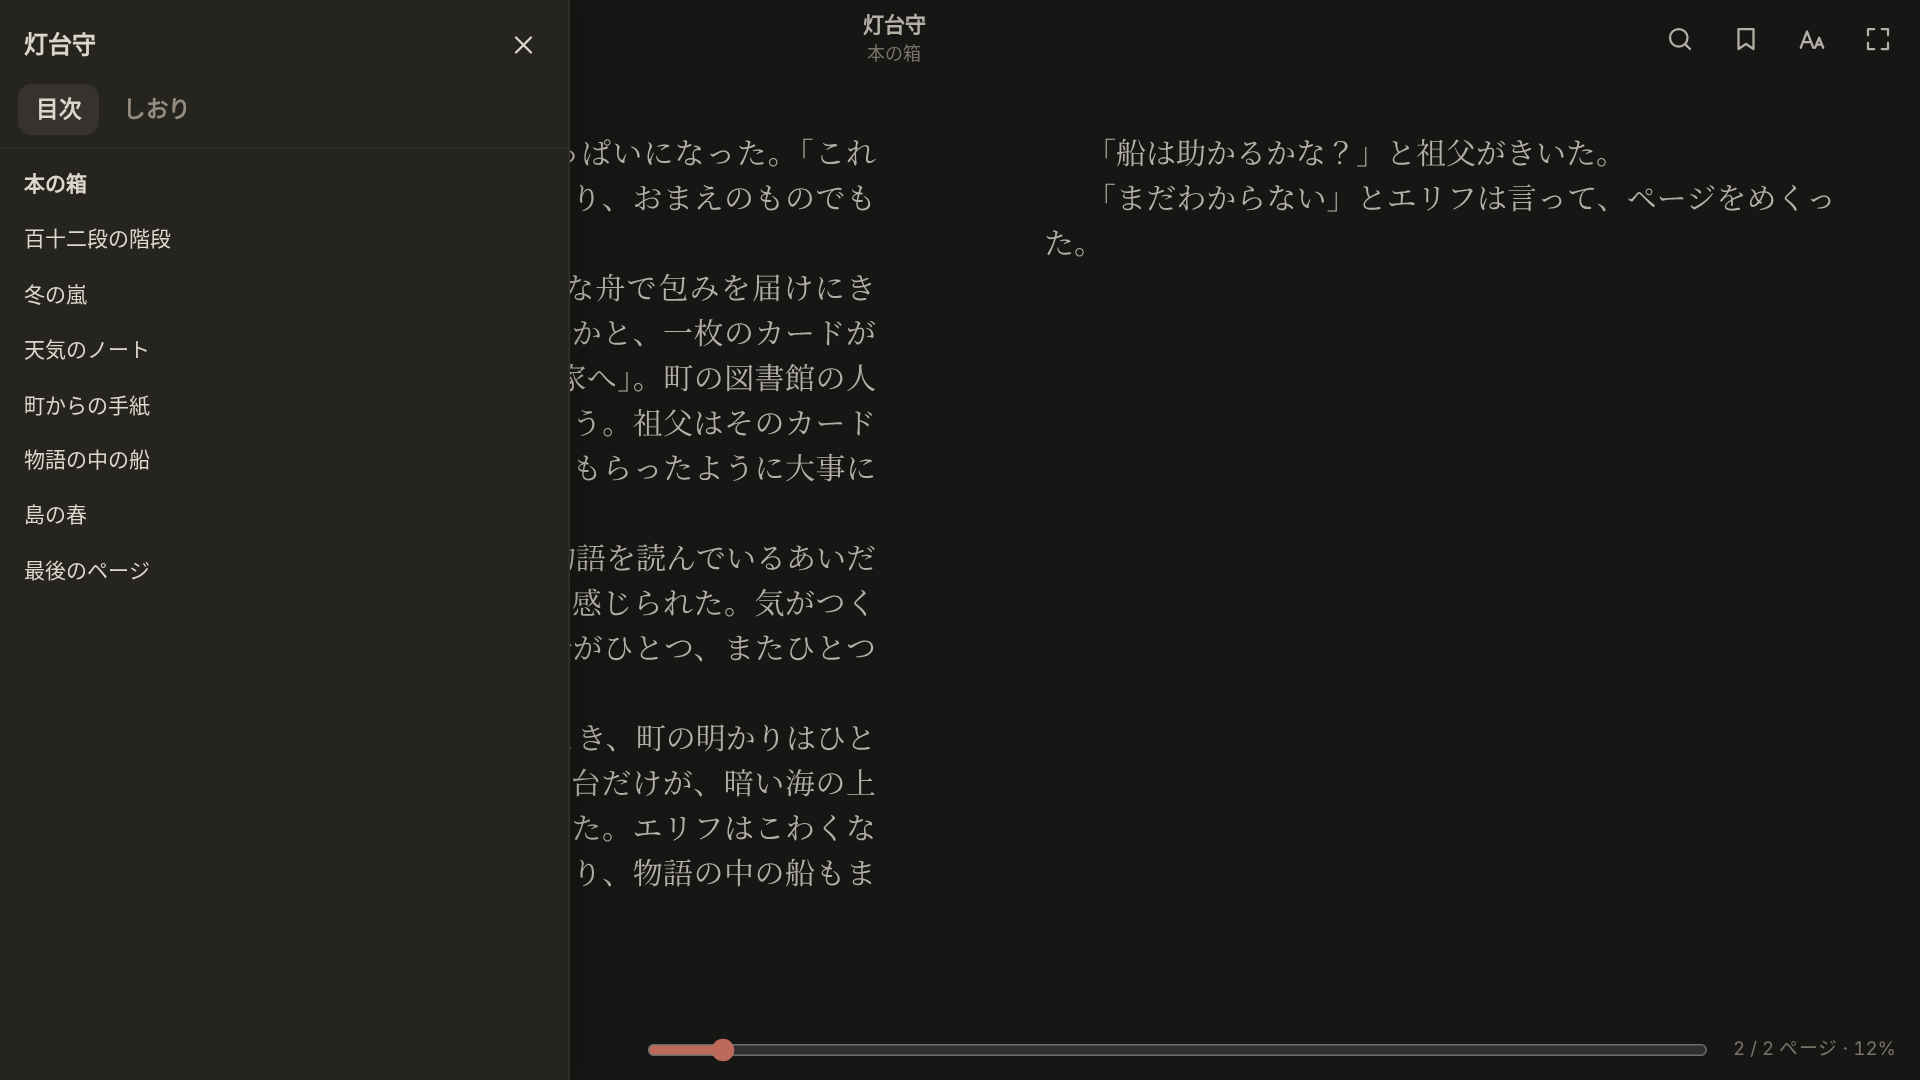 灯台守
目次 しおり
本の箱
百十二段の階段
冬の嵐
天気のノート
町からの手紙
物語の中の船
島の春
最後のページ
灯台守
本の箱
ぱいになった。「これ
り、おまえのものでも
な舟で包みを届けにき
かと、一枚のカードが
家へ」。町の図書館の人
う。祖父はそのカード
もらったように大事に
語を読んでいるあいだ
感じられた。気がつく
がひとつ、またひとつ
き、町の明かりはひと
台だけが、暗い海の上
た。エリフはこわくな
り、物語の中の船もま
「船は助かるかな？」と祖父がきいた。
「まだわからない」とエリフは言って、ページをめくっ
た。
2 / 2 ページ · 12%